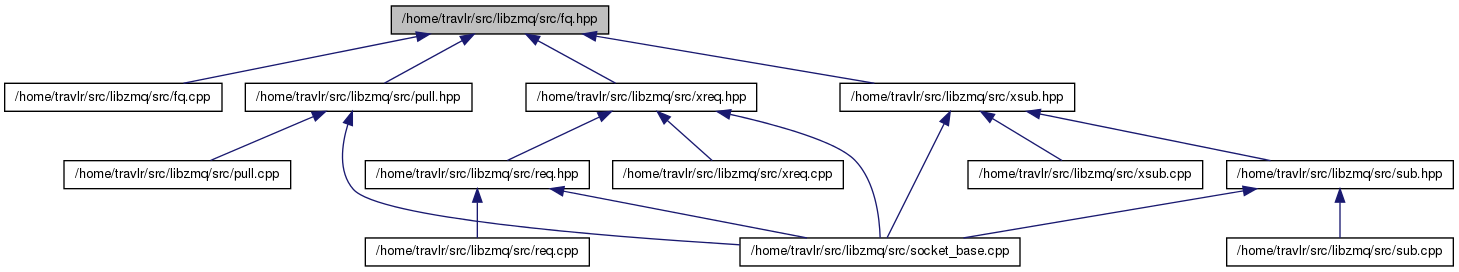 /home/travlr/src/libzmq/src/fq.hpp
/home/travlr/src/libzmq/src/fq.cpp
/home/travlr/src/libzmq/src/pull.hpp
/home/travlr/src/libzmq/src/xreq.hpp
/home/travlr/src/libzmq/src/xsub.hpp
/home/travlr/src/libzmq/src/pull.cpp
/home/travlr/src/libzmq/src/req.hpp
/home/travlr/src/libzmq/src/xreq.cpp
/home/travlr/src/libzmq/src/xsub.cpp
/home/travlr/src/libzmq/src/sub.hpp
/home/travlr/src/libzmq/src/req.cpp
/home/travlr/src/libzmq/src/socket_base.cpp
/home/travlr/src/libzmq/src/sub.cpp